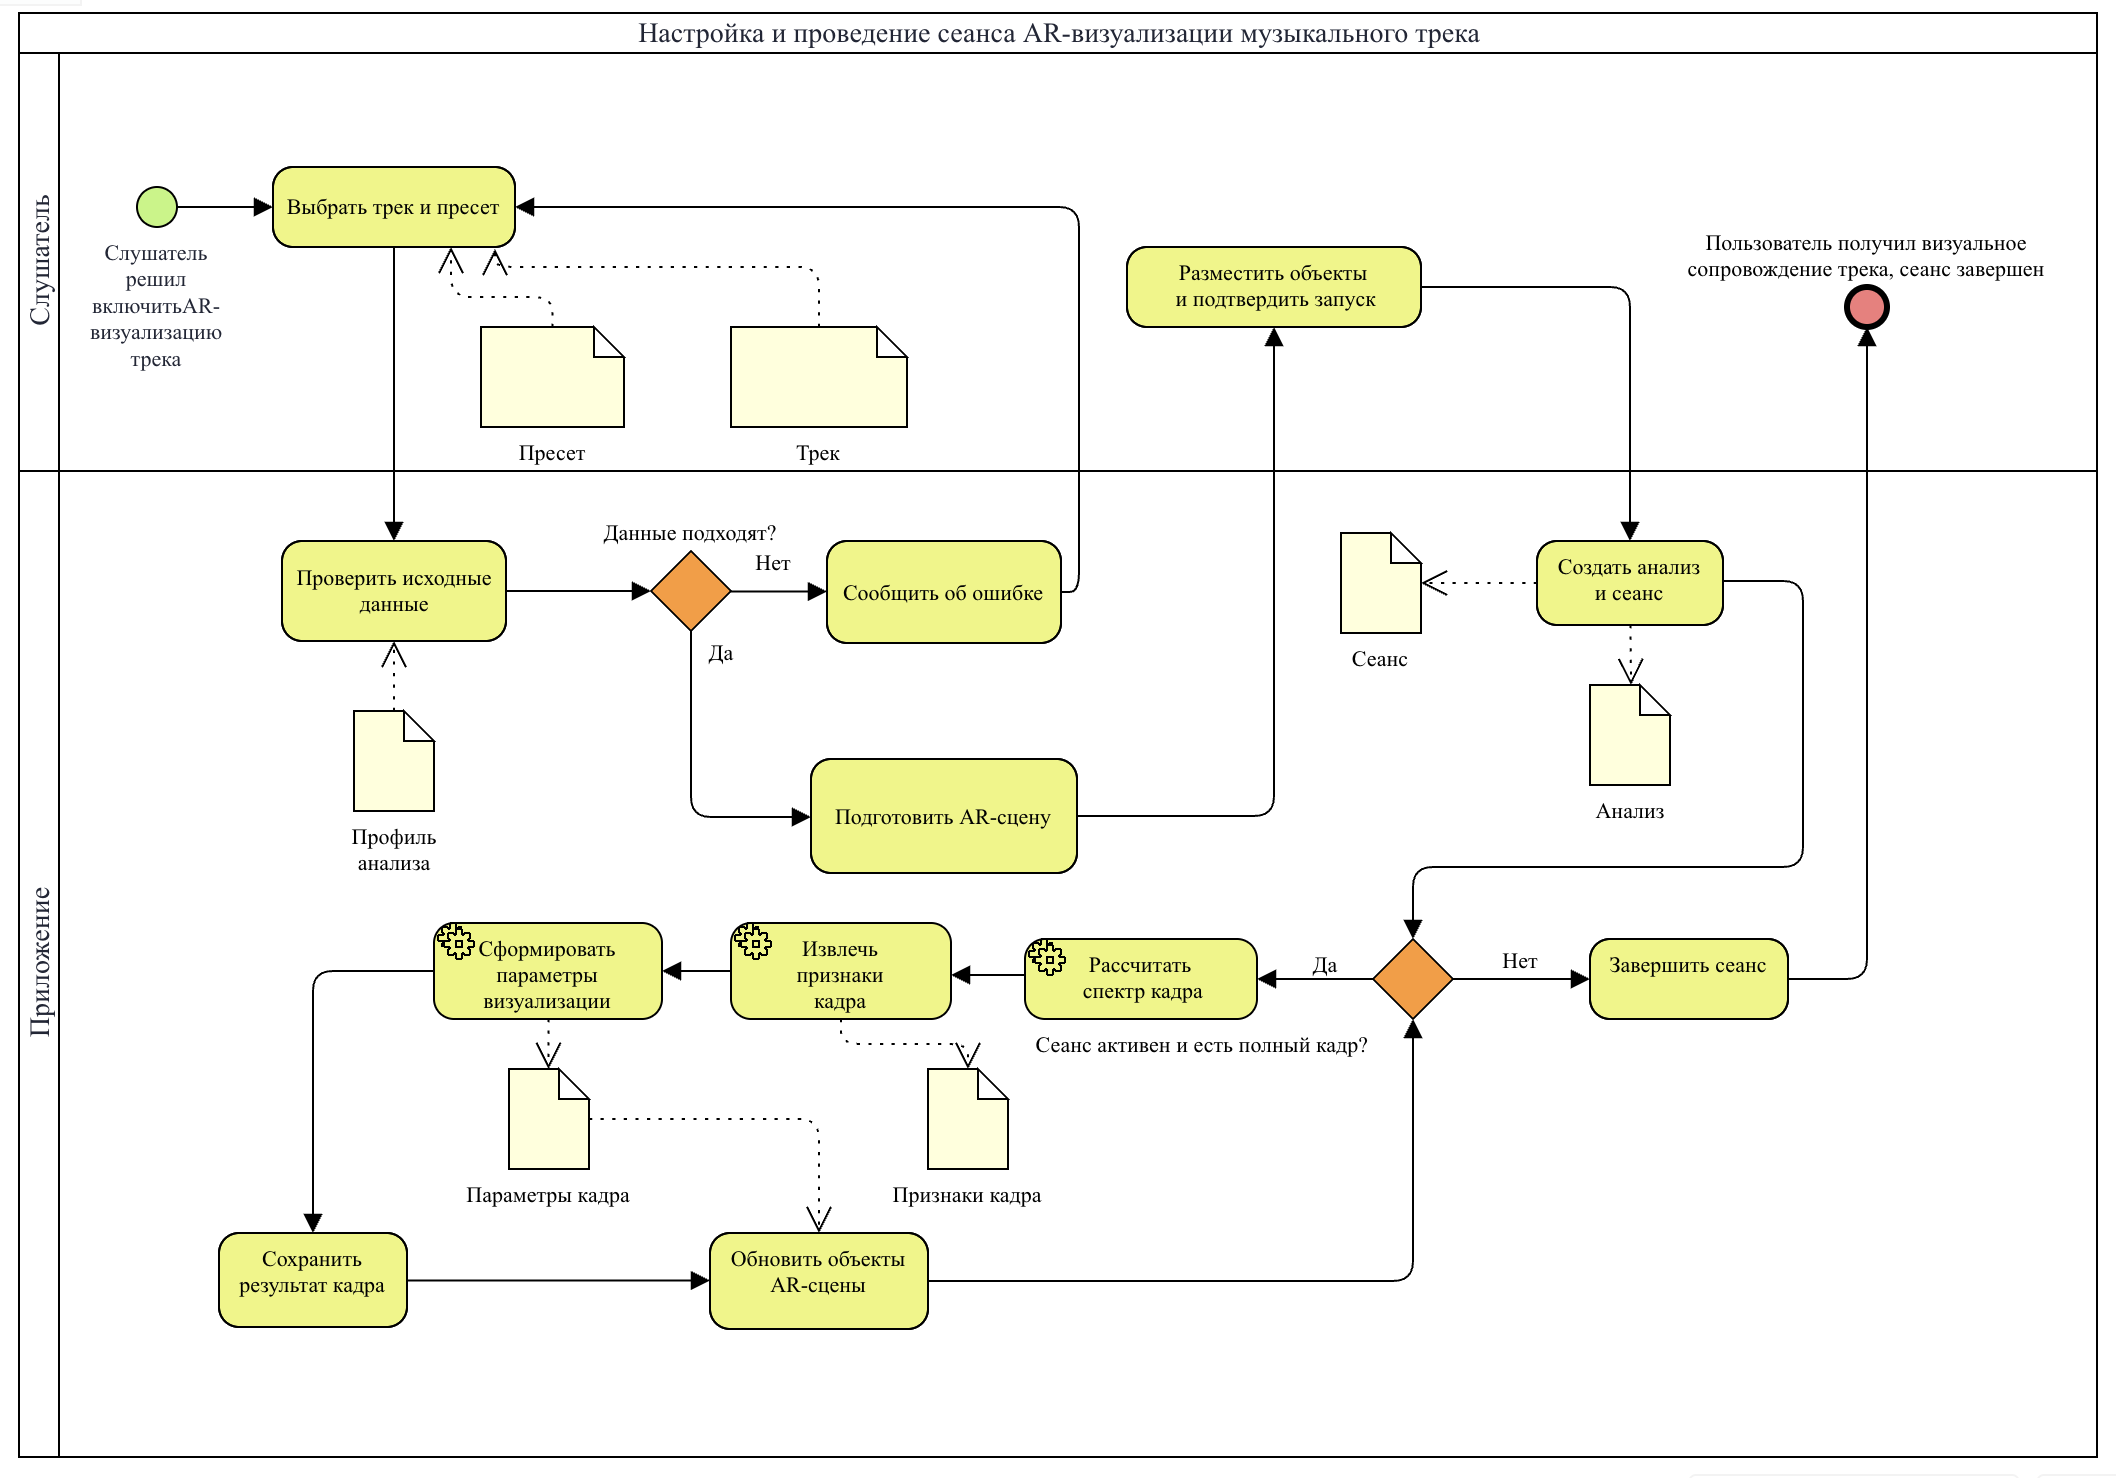 Настройка и проведение сеанса AR-визуализации музыкального трека
Слушатель
Слушатель
решил
включитьAR-
визуализацию
трека
Выбрать трек и пресет
Пресет
Трек
Разместить объекты
и подтвердить запуск
Пользователь получил визуальное
сопровождение трека, сеанс завершен
Приложение
Проверить исходные
данные
Профиль
анализа
Данные подходят?
Нет
Да
Сообщить об ошибке
Подготовить AR-сцену
Создать анализ
и сеанс
Сеанс
Анализ
Сформировать
параметры
визуализации
Извлечь
признаки
кадра
Рассчитать
спектр кадра
Да
Нет
Завершить сеанс
Сеанс активен и есть полный кадр?
Параметры кадра
Признаки кадра
Сохранить
результат кадра
Обновить объекты
AR-сцены